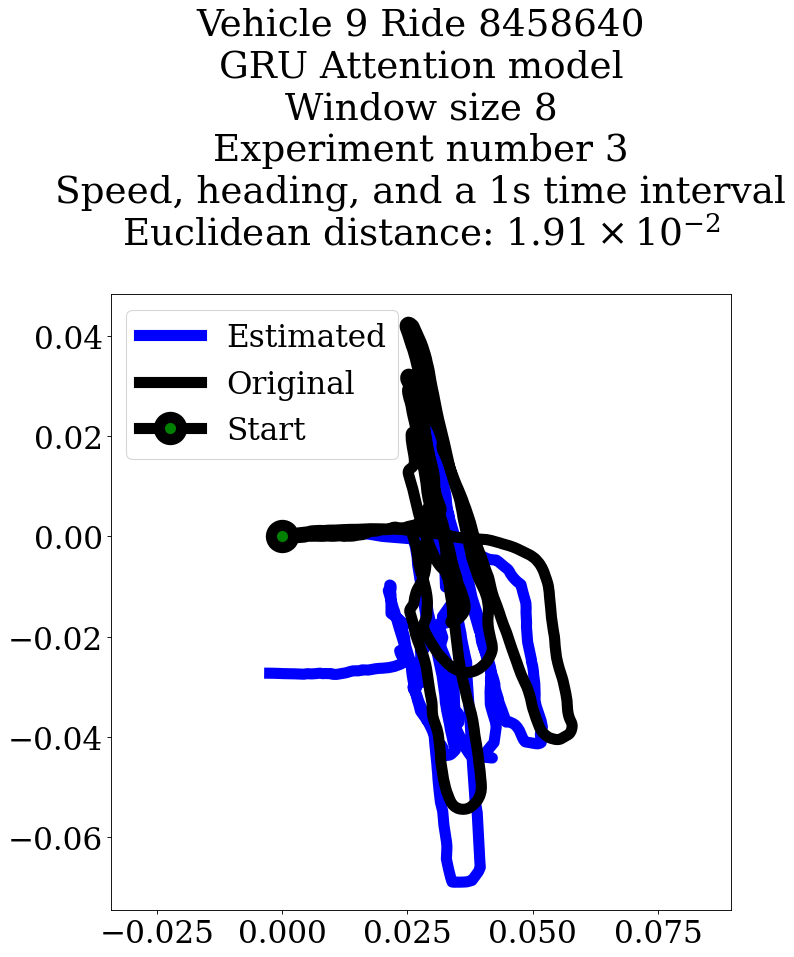 Vehicle 9 Ride 8458640
GRU Attention model
Window size 8
Experiment number 3
Speed, heading, and a 1s time interval
Euclidean distance: 1.91 × 10⁻²
Estimated
Original
Start
0.04
0.02
0.00
−0.02
−0.04
−0.06
−0.025 0.000 0.025 0.050 0.075